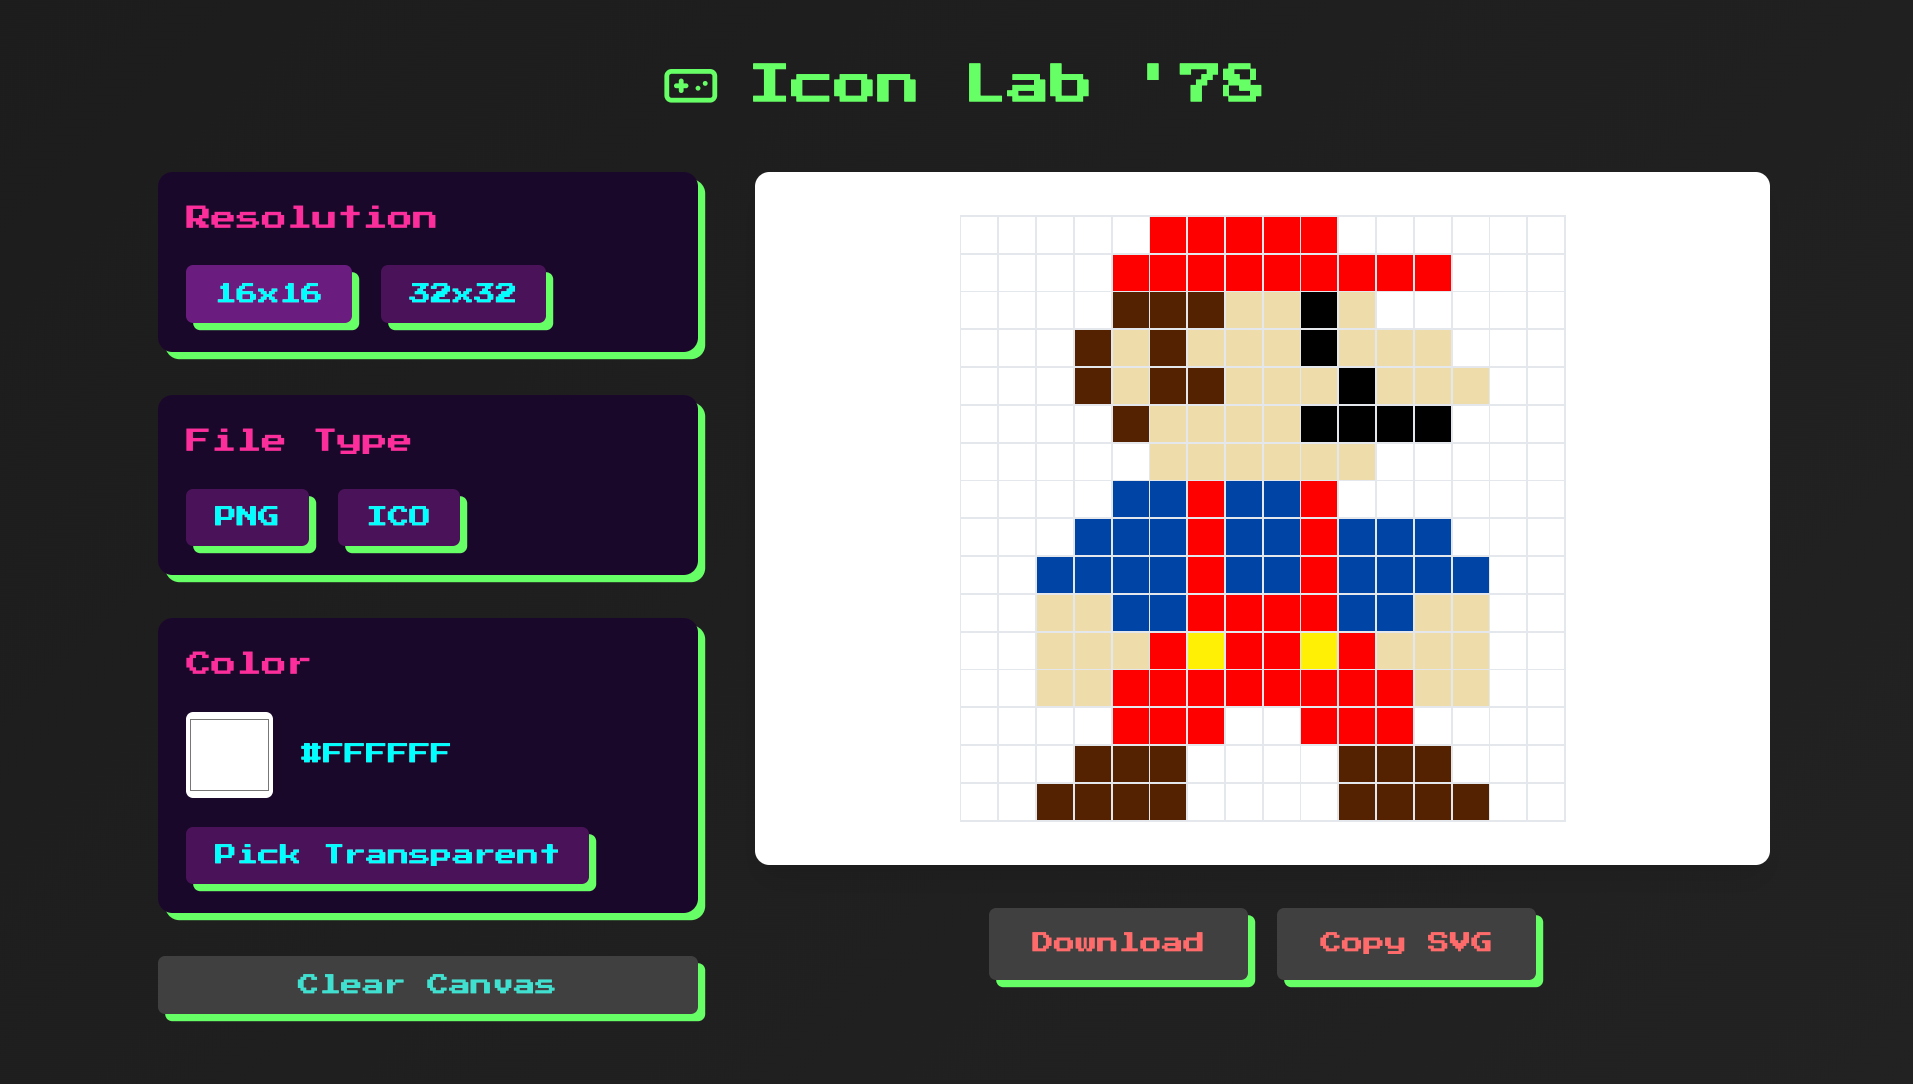 Icon Lab '78
Resolution
16x16 32x32
File Type
PNG ICO
Color
#FFFFFF
Pick Transparent
Clear Canvas
Download Copy SVG